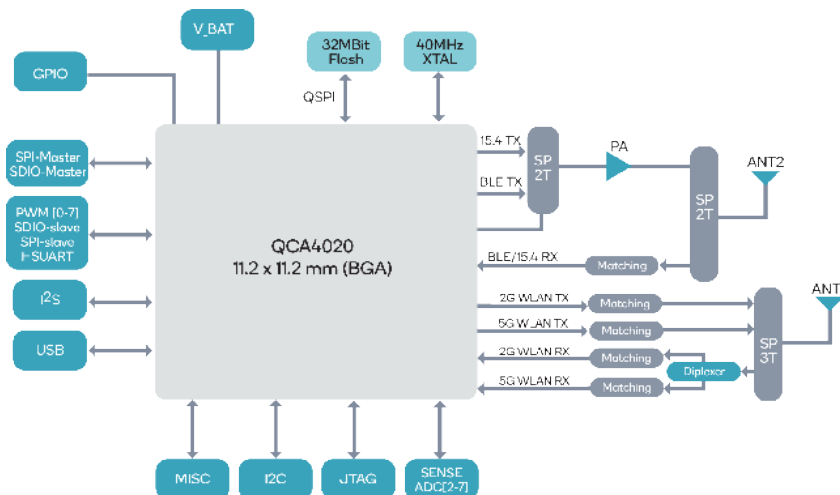 V_BAT
32MBit
Flash
40MHz
XTAL
GPIO
QSPI
SPI-Master
SDIO-Master
15.4 TX
BLE TX
SP
2T
PA
SP
2T
ANT2
PWM [0-7]
SDIO-slave
SPI-slave
HSUART
QCA4020
11.2 x 11.2 mm (BGA)
BLE/15.4 RX
Matching
I2S
2G WLAN TX
Matching
ANT
5G WLAN TX
Matching
SP
3T
USB
2G WLAN RX
Matching
Diplexer
5G WLAN RX
Matching
MISC
I2C
JTAG
SENSE
ADC[2-7]